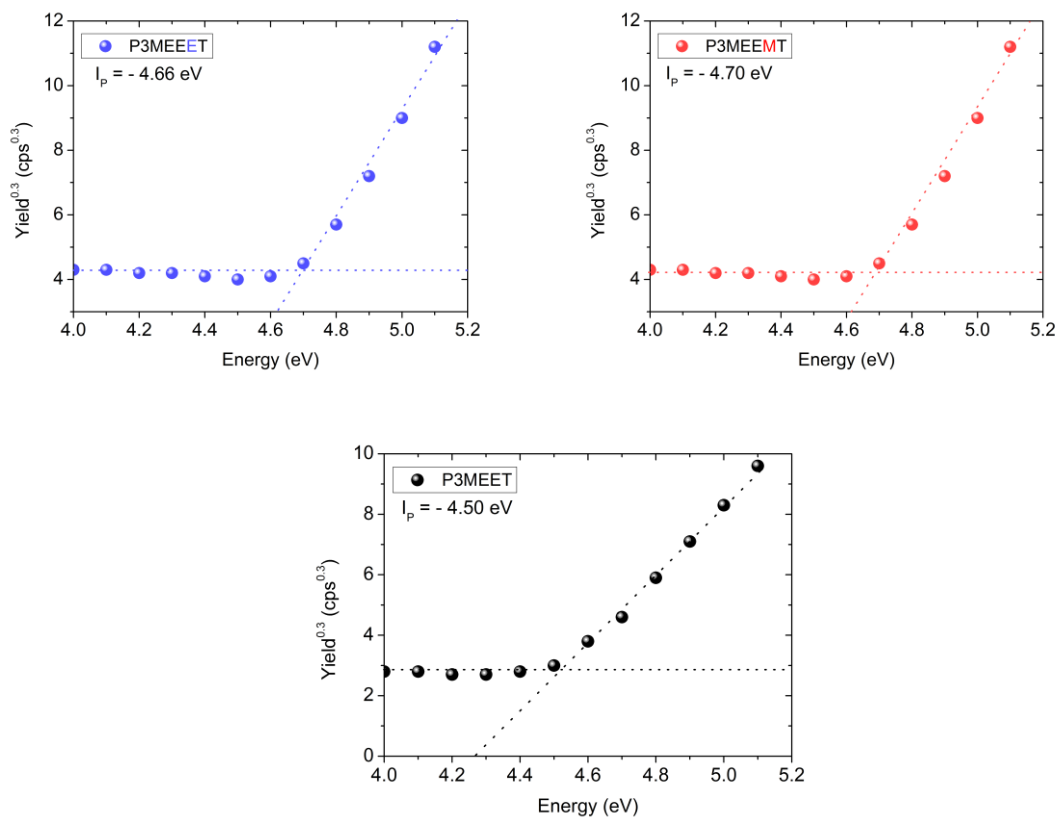 P3MEEET
I_P = - 4.66 eV
Yield^0.3 (cps^0.3)
12
10
8
6
4
4.0 4.2 4.4 4.6 4.8 5.0 5.2
Energy (eV)
P3MEEMT
I_P = - 4.70 eV
Yield^0.3 (cps^0.3)
12
10
8
6
4
4.0 4.2 4.4 4.6 4.8 5.0 5.2
Energy (eV)
P3MEET
I_P = - 4.50 eV
Yield^0.3 (cps^0.3)
10
8
6
4
2
0
4.0 4.2 4.4 4.6 4.8 5.0 5.2
Energy (eV)